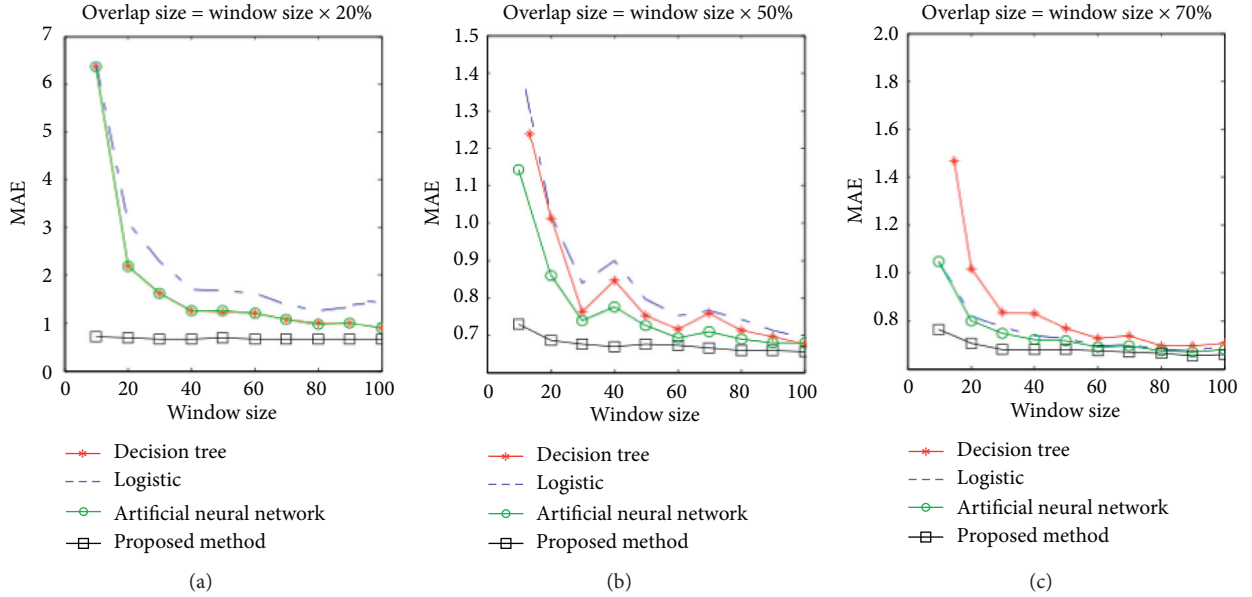 Overlap size = window size × 20%
7
6
5
4
3
2
1
0
MAE
0
20
40
60
80
100
Window size
Decision tree
Logistic
Artificial neural network
Proposed method
(a)
Overlap size = window size × 50%
1.5
1.4
1.3
1.2
1.1
1.0
0.9
0.8
0.7
MAE
0
20
40
60
80
100
Window size
Decision tree
Logistic
Artificial neural network
Proposed method
(b)
Overlap size = window size × 70%
2.0
1.8
1.6
1.4
1.2
1.0
0.8
MAE
0
20
40
60
80
100
Window size
Decision tree
Logistic
Artificial neural network
Proposed method
(c)